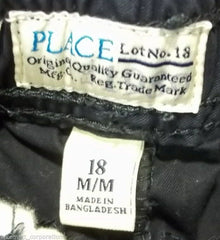 PLACE Lot No. 18
Original Quality Guaranteed
Mfg. Co. Reg. Trade Mark
18
M/M
MADE IN
BANGLADESH